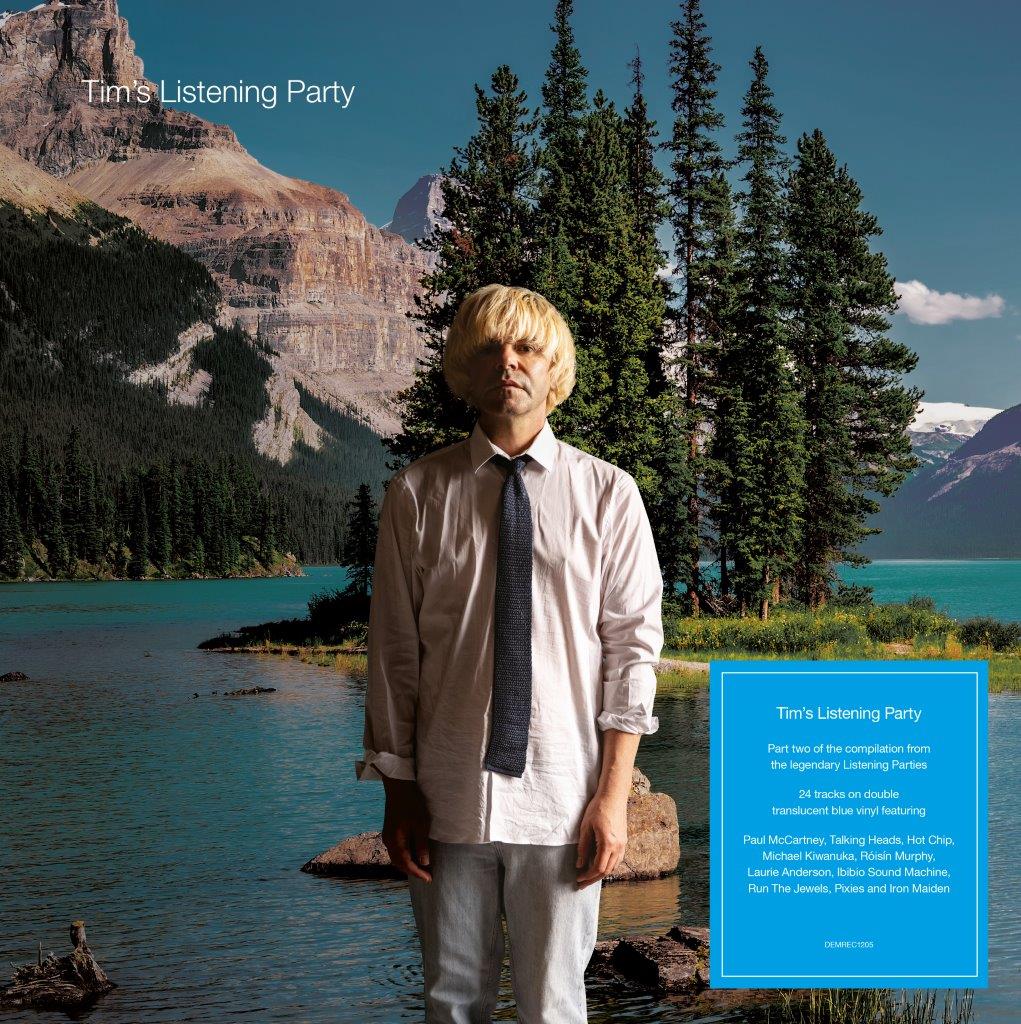 Tim's Listening Party
Tim's Listening Party
Part two of the compilation from
the legendary Listening Parties
24 tracks on double
translucent blue vinyl featuring
Paul McCartney, Talking Heads, Hot Chip,
Michael Kiwanuka, Róisín Murphy,
Laurie Anderson, Ibibio Sound Machine,
Run The Jewels, Pixies and Iron Maiden
DEMREC1205